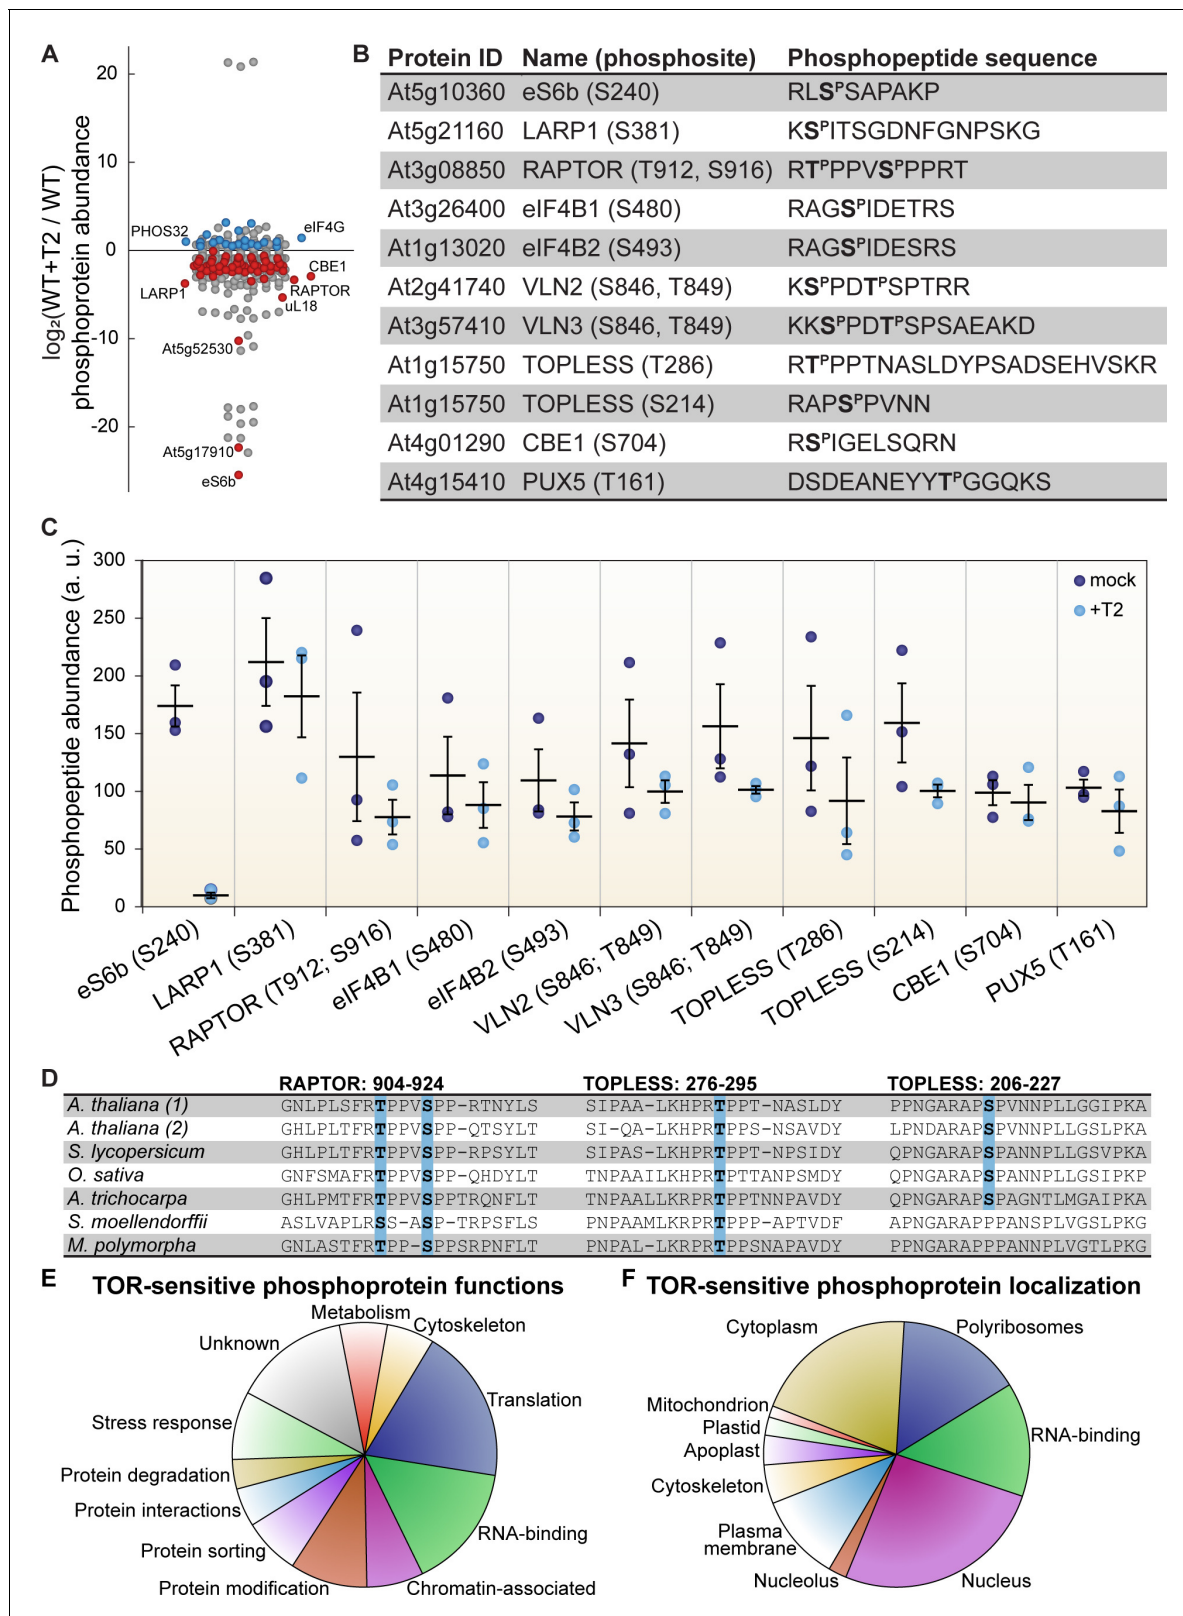 A
log₂(WT+T2 / WT)
phosphoprotein abundance
20
10
0
-10
-20
PHOS32
eIF4G
CBE1
LARP1
RAPTOR
uL18
At5g52530
At5g17910
eS6b
B
Protein ID Name (phosphosite) Phosphopeptide sequence
At5g10360 eS6b (S240) RLSᴾSAPAKP
At5g21160 LARP1 (S381) KSᴾITSGDNFGNPSKG
At3g08850 RAPTOR (T912, S916) RTᴾPPVSᴾPPRT
At3g26400 eIF4B1 (S480) RAGSᴾIDETRS
At1g13020 eIF4B2 (S493) RAGSᴾIDESRS
At2g41740 VLN2 (S846, T849) KSᴾPDTᴾSPTRR
At3g57410 VLN3 (S846, T849) KKSᴾPDTᴾSPSAEAKD
At1g15750 TOPLESS (T286) RTᴾPPTNASLDYPSADSEHVSKR
At1g15750 TOPLESS (S214) RAPSᴾPVNN
At4g01290 CBE1 (S704) RSᴾIGELSQRN
At4g15410 PUX5 (T161) DSDEANEYYTᴾGGQKS
C
Phosphopeptide abundance (a. u.)
300
250
200
150
100
50
0
mock
+T2
eS6b (S240)
LARP1 (S381)
RAPTOR (T912; S916)
eIF4B1 (S480)
eIF4B2 (S493)
VLN2 (S846; T849)
VLN3 (S846; T849)
TOPLESS (T286)
TOPLESS (S214)
CBE1 (S704)
PUX5 (T161)
D
RAPTOR: 904-924 TOPLESS: 276-295 TOPLESS: 206-227
A. thaliana (1) GNLPLSFRTPPVSPP-RTNYLS SIPAA-LKHPRTPPT-NASLDY PPNGARAPSPVNNPLLGGIPKA
A. thaliana (2) GHLPLTFRTPPVSPP-QTSYLT SI-QA-LKHPRTPPS-NSAVDY LPNDARAPSPVNNPLLGSLPKA
S. lycopersicum GHLPLTFRTPPVSPP-RPSYLT SIPAS-LKHPRTPPT-NPSIDY QPNGARAPSPANNPLLGSVPKA
O. sativa GNFSMAFRTPPVSPP-QHDYLT TNPAAILKHPRTPTTANPSMDY QPNGARAPSPANNPLLGSIPKP
A. trichocarpa GHLPMTFRTPPVSPPTRQNFLT TNPAALLKRPRTPPTNNPAVDY QPNGARAPSPAGNTLMGAIPKA
S. moellendorffii ASLVAPLRSS-ASP-TRPSFLS PNPAAMLKRPRTPPP-APTVDF APNGARAPPPANSPLVGSLPKG
M. polymorpha GNLASTFRTPP-SPPSRPNFLT PNPAL-LKRPRTPPSNAPAVDY PPNGARAPPPANNPLVGTLPKG
E TOR-sensitive phosphoprotein functions
Metabolism
Cytoskeleton
Unknown
Translation
Stress response
Protein degradation
Protein interactions
RNA-binding
Protein sorting
Protein modification
Chromatin-associated
F TOR-sensitive phosphoprotein localization
Cytoplasm
Polyribosomes
Mitochondrion
Plastid
RNA-binding
Apoplast
Cytoskeleton
Plasma
membrane
Nucleolus
Nucleus